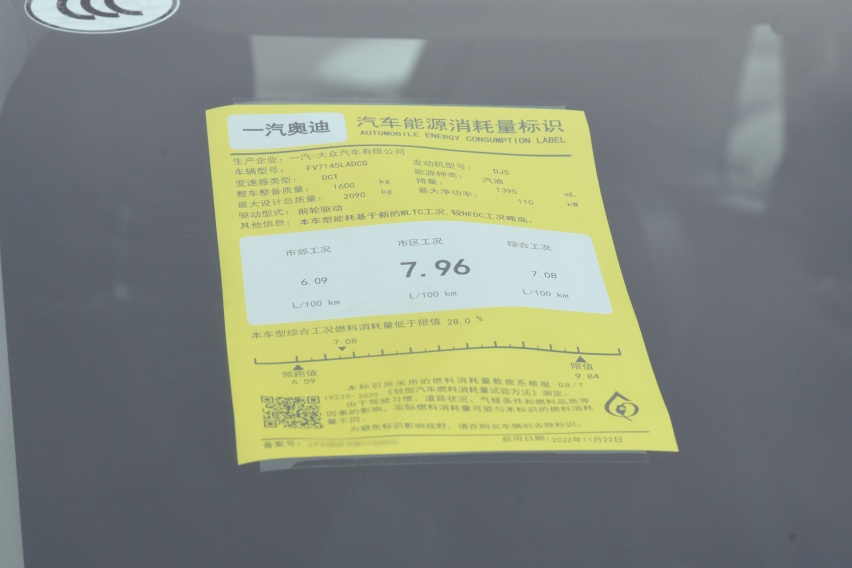 CCC
一汽奥迪
汽车能源消耗量标识
AUTOMOBILE ENERGY CONSUMPTION LABEL
生产企业：一汽-大众汽车有限公司
车辆型号： FV7145LADCG 发动机型号： DJS
变速器类型： DCT 能源种类： 汽油
整车整备质量： 1600 kg 排量： 1395 mL
最大设计总质量： 2090 kg 最大净功率： 110 kW
驱动型式：前轮驱动
其他信息：本车型能耗基于新的WLTC工况，较NEDC工况略高。
市郊工况 市区工况 综合工况
6.09 7.96 7.08
L/100 km L/100 km L/100 km
本车型综合工况燃料消耗量低于限值 28.0 %
7.08
领跑值 限值
6.59 9.84
本标识所采用的燃料消耗量数据系根据 GB/T
19233-2020 《轻型汽车燃料消耗量试验方法》测定。
由于驾驶习惯、道路状况、气候条件和燃料品质等
因素的影响，实际燃料消耗量可能与本标识的燃料消耗
量不同。
为避免标识影响视野，请在购买车辆后去除标识。
备案号： 启用日期：2022年11月22日